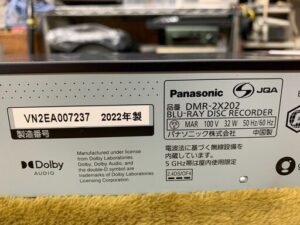 VN2EA007237 2022年製
製造番号
Dolby
AUDIO
Manufactured under license
from Dolby Laboratories.
Dolby, Dolby Audio, and
the double-D symbol are
trademarks of Dolby Laboratories
Licensing Corporation.
Panasonic JQA
品番 DMR-2X202
BLU-RAY DISC RECORDER
MAR 100 V 32 W 50 Hz/60 Hz
パナソニック株式会社 中国製
電波法に基づく無線設備を
内蔵しています。
5 GHz帯は屋内使用限定
2.4DS/OF4